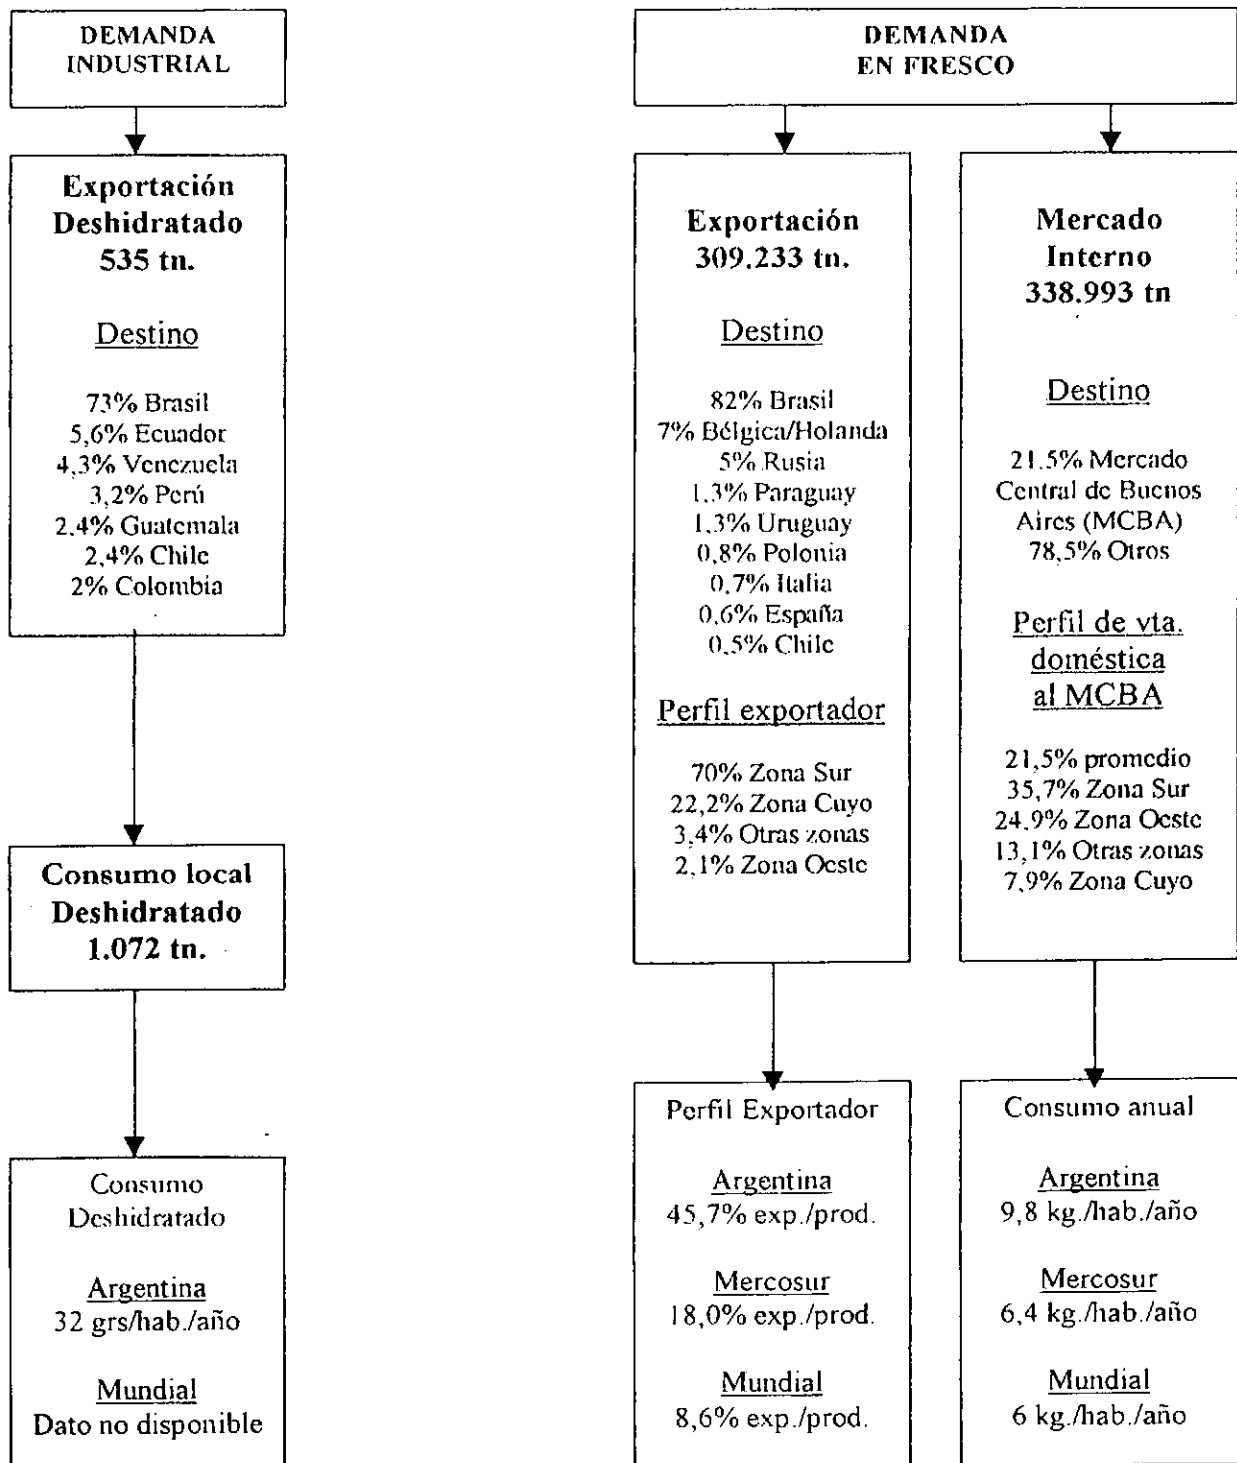 DEMANDA
INDUSTRIAL
Exportación
Deshidratado
535 tn.
Destino
73% Brasil
5,6% Ecuador
4,3% Venezuela
3,2% Perú
2,4% Guatemala
2,4% Chile
2% Colombia
Consumo local
Deshidratado
1.072 tn.
Consumo
Deshidratado
Argentina
32 grs/hab./año
Mundial
Dato no disponible
DEMANDA
EN FRESCO
Exportación
309.233 tn.
Destino
82% Brasil
7% Bélgica/Holanda
5% Rusia
1,3% Paraguay
1,3% Uruguay
0,8% Polonia
0,7% Italia
0,6% España
0,5% Chile
Perfil exportador
70% Zona Sur
22,2% Zona Cuyo
3,4% Otras zonas
2,1% Zona Oeste
Perfil Exportador
Argentina
45,7% exp./prod.
Mercosur
18,0% exp./prod.
Mundial
8,6% exp./prod.
Mercado
Interno
338.993 tn
Destino
21.5% Mercado
Central de Buenos
Aires (MCBA)
78,5% Otros
Perfil de vta.
doméstica
al MCBA
21,5% promedio
35,7% Zona Sur
24,9% Zona Oeste
13,1% Otras zonas
7,9% Zona Cuyo
Consumo anual
Argentina
9,8 kg./hab./año
Mercosur
6,4 kg./hab./año
Mundial
6 kg./hab./año